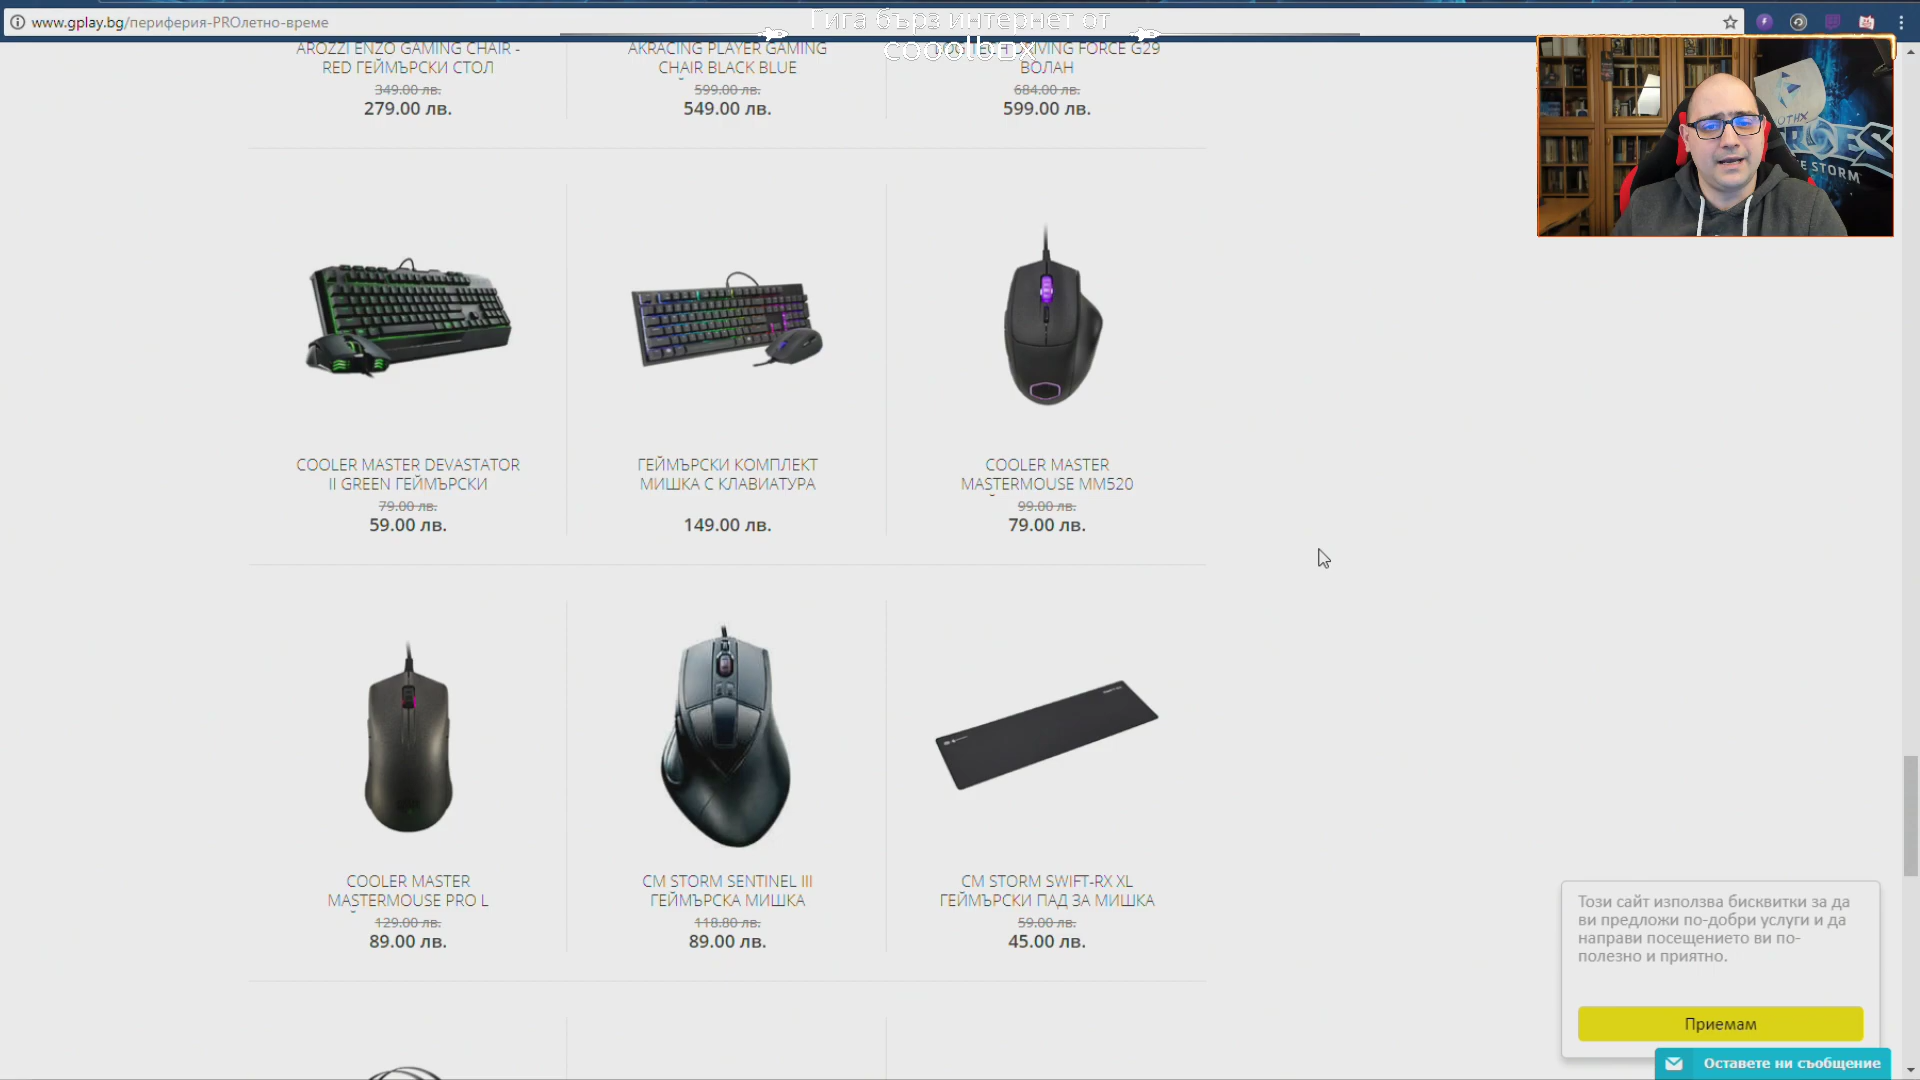 www.gplay.bg/периферия-PROлетно-време
Гига бърз интернет от
cooolbox
AROZZI ENZO GAMING CHAIR -
RED ГЕЙМЪРСКИ СТОЛ
349.00 лв.
279.00 лв.
AKRACING PLAYER GAMING
CHAIR BLACK BLUE
599.00 лв.
549.00 лв.
DRIVING FORCE G29
ВОЛАН
684.00 лв.
599.00 лв.
COOLER MASTER DEVASTATOR
II GREEN ГЕЙМЪРСКИ
79.00 лв.
59.00 лв.
ГЕЙМЪРСКИ КОМПЛЕКТ
МИШКА С КЛАВИАТУРА
149.00 лв.
COOLER MASTER
MASTERMOUSE MM520
99.00 лв.
79.00 лв.
COOLER MASTER
MASTERMOUSE PRO L
129.00 лв.
89.00 лв.
CM STORM SENTINEL III
ГЕЙМЪРСКА МИШКА
118.80 лв.
89.00 лв.
CM STORM SWIFT-RX XL
ГЕЙМЪРСКИ ПАД ЗА МИШКА
59.00 лв.
45.00 лв.
Този сайт използва бисквитки за да
ви предложи по-добри услуги и да
направи посещението ви по-
полезно и приятно.
Приемам
Оставете ни съобщение